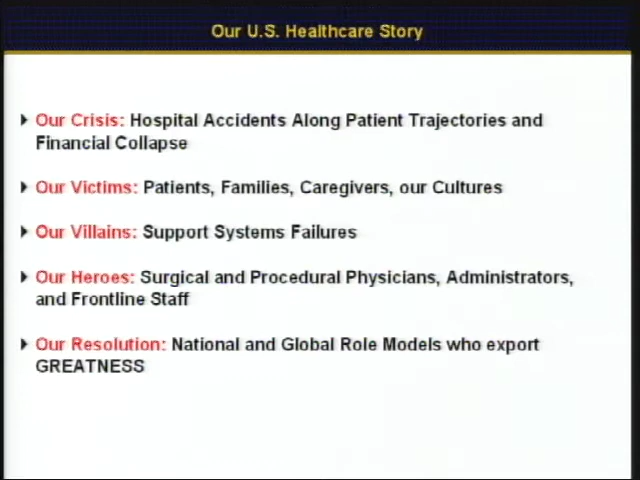 Our U.S. Healthcare Story
Our Crisis: Hospital Accidents Along Patient Trajectories and
Financial Collapse
Our Victims: Patients, Families, Caregivers, our Cultures
Our Villains: Support Systems Failures
Our Heroes: Surgical and Procedural Physicians, Administrators,
and Frontline Staff
Our Resolution: National and Global Role Models who export
GREATNESS